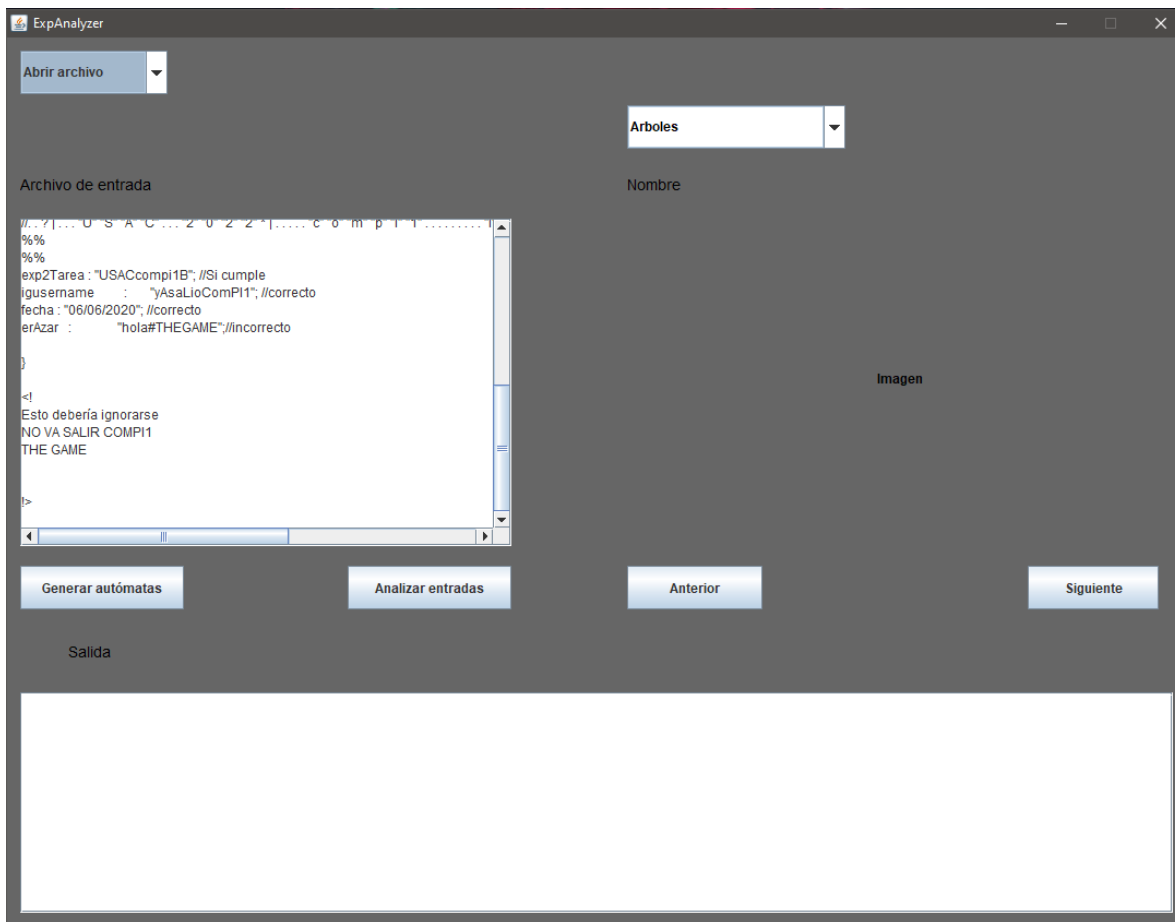 ExpAnalyzer
Abrir archivo
Arboles
Archivo de entrada
Nombre
%%
%%
exp2Tarea : "USACcompi1B"; //Si cumple
igusername : "yAsaLioComPI1"; //correcto
fecha : "06/06/2020"; //correcto
erAzar : "hola#THEGAME";//incorrecto
}
<!
Esto debería ignorarse
NO VA SALIR COMPI1
THE GAME
!>
Imagen
Generar autómatas
Analizar entradas
Anterior
Siguiente
Salida